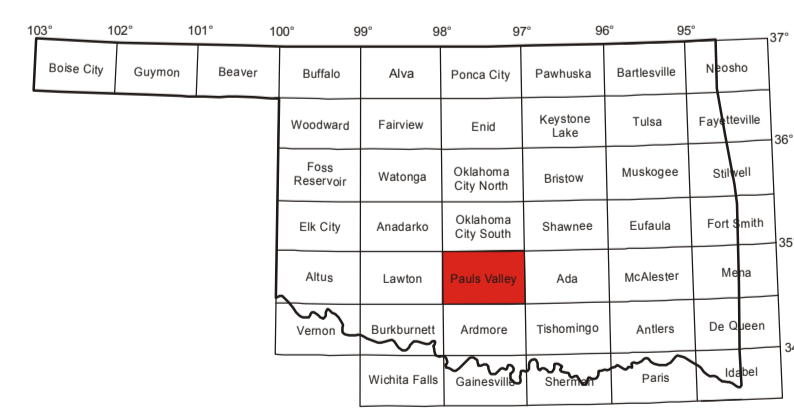 103° 102° 101° 100° 99° 98° 97° 96° 95°
37°
Boise City Guymon Beaver Buffalo Alva Ponca City Pawhuska Bartlesville Neosho
Woodward Fairview Enid Keystone
Lake Tulsa Fayetteville
36°
Foss
Reservoir Watonga Oklahoma
City North Bristow Muskogee Stilwell
Elk City Anadarko Oklahoma
City South Shawnee Eufaula Fort Smith
35°
Altus Lawton Pauls Valley Ada McAlester Mena
Vernon Burkburnett Ardmore Tishomingo Antlers De Queen
34
Wichita Falls Gainesville Sherman Paris Idabel